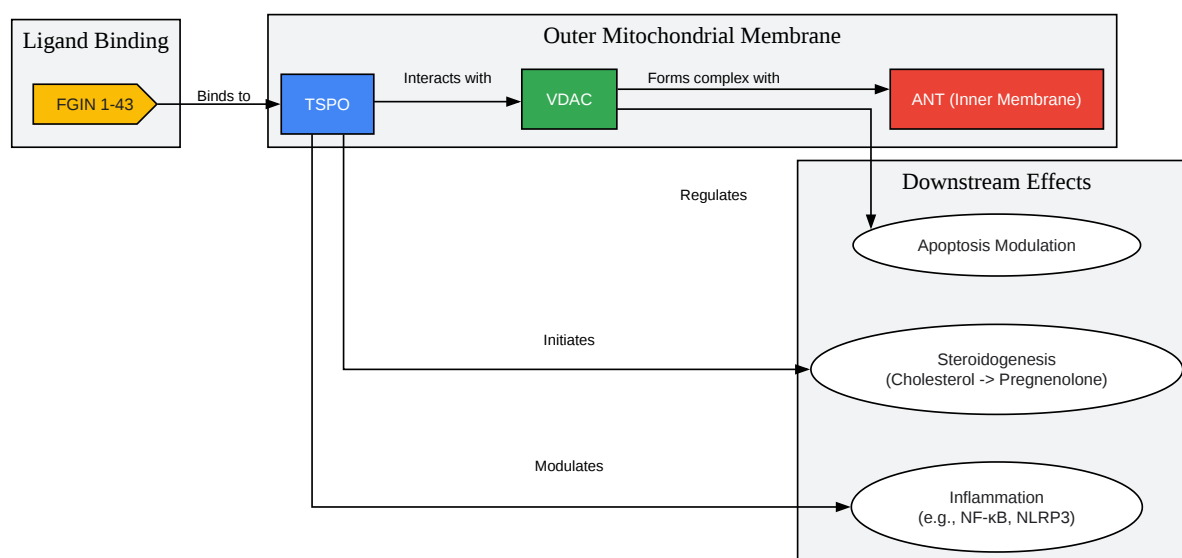 Ligand Binding
FGIN 1-43
Binds to
Outer Mitochondrial Membrane
TSPO
Interacts with
VDAC
Forms complex with
ANT (Inner Membrane)
Regulates
Downstream Effects
Apoptosis Modulation
Initiates
Steroidogenesis
(Cholesterol -> Pregnenolone)
Modulates
Inflammation
(e.g., NF-κB, NLRP3)